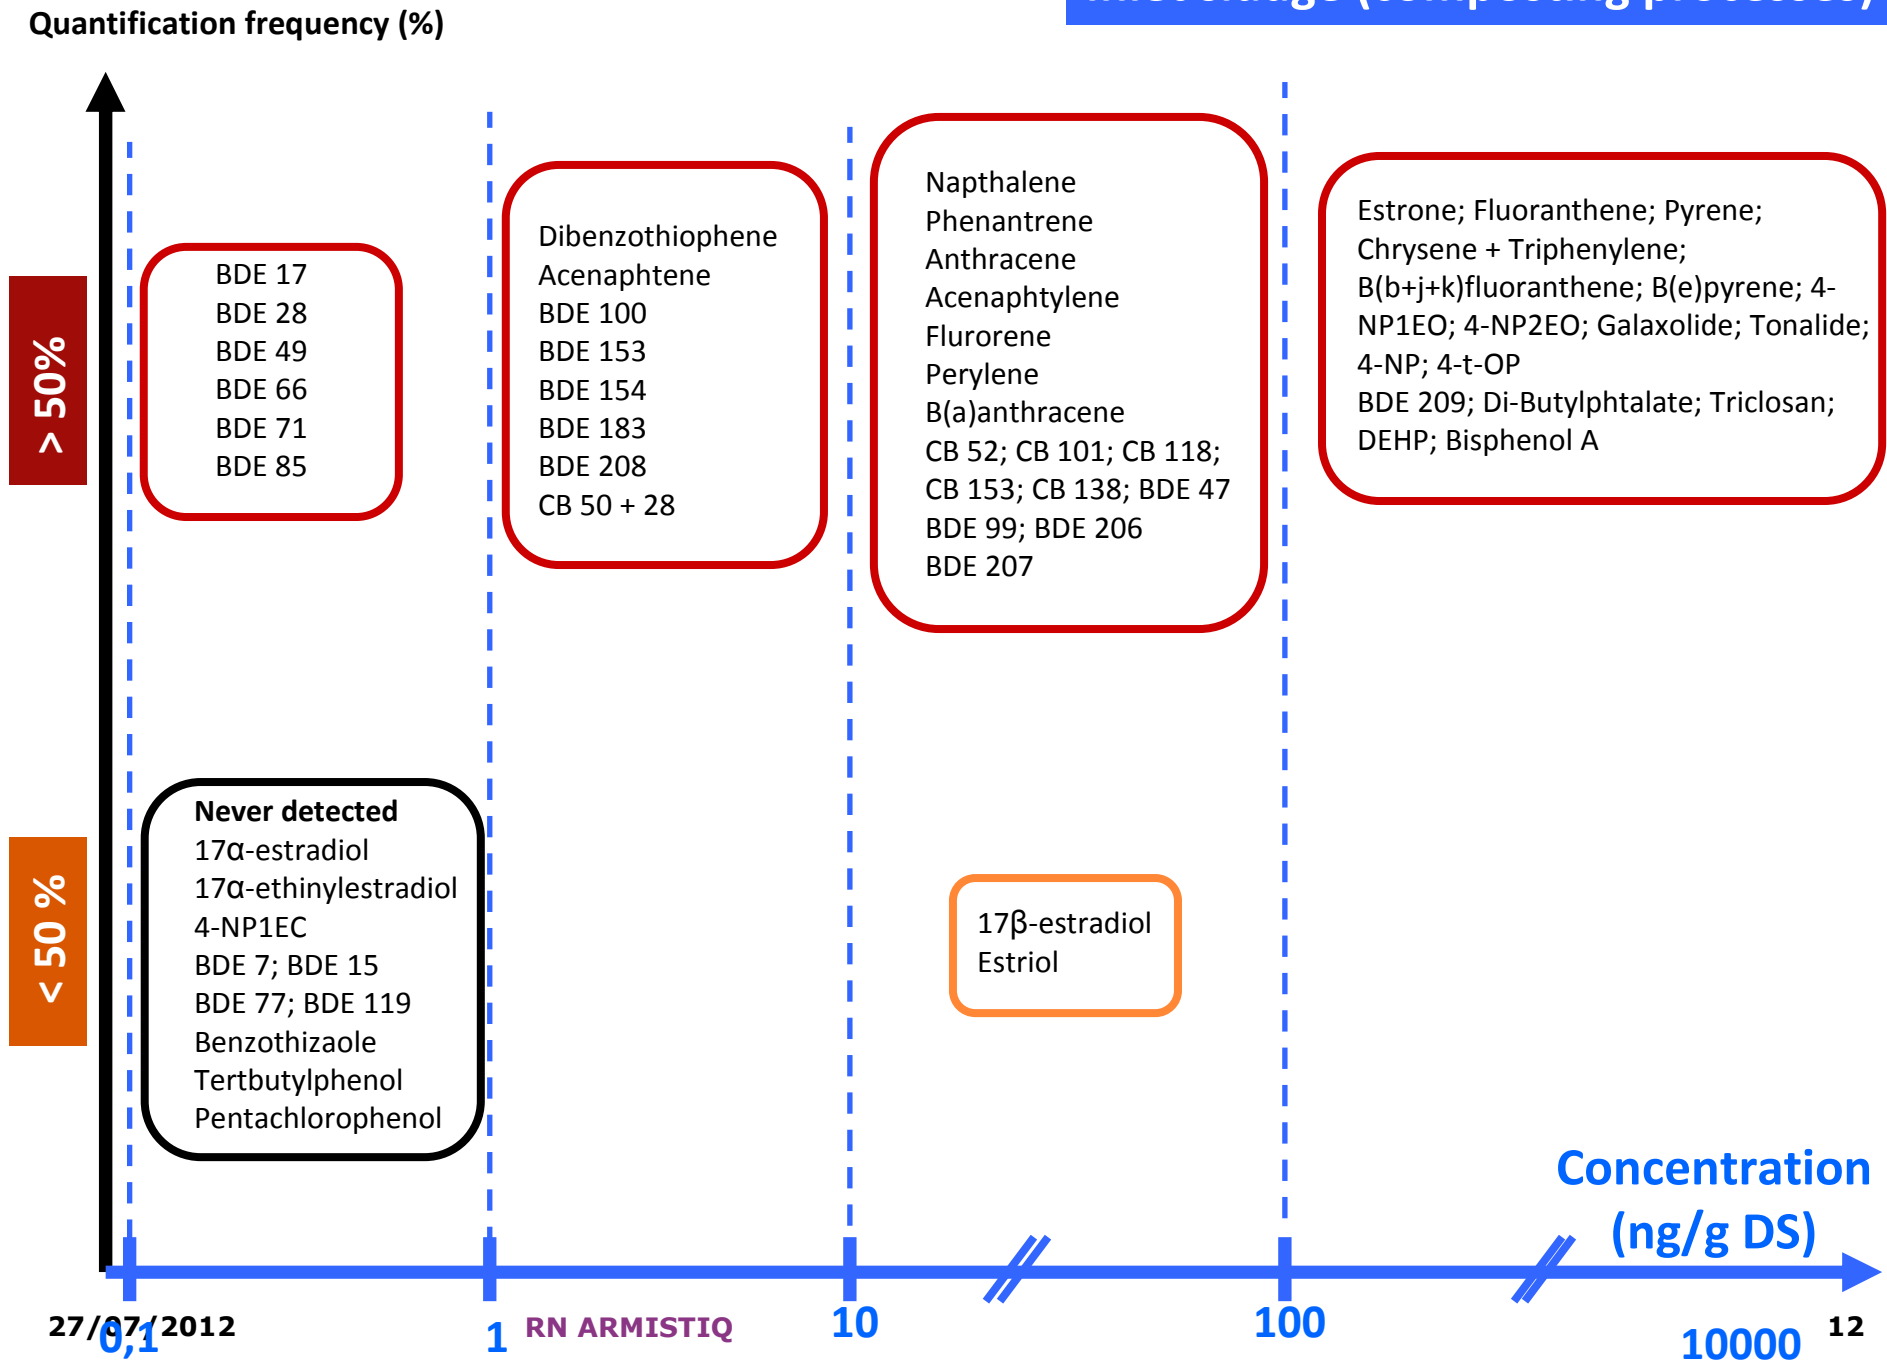 sludge (composting processes)
Quantification frequency (%)
> 50%
BDE 17
BDE 28
BDE 49
BDE 66
BDE 71
BDE 85
Dibenzothiophene
Acenaphtene
BDE 100
BDE 153
BDE 154
BDE 183
BDE 208
CB 50 + 28
Napthalene
Phenantrene
Anthracene
Acenaphtylene
Flurorene
Perylene
B(a)anthracene
CB 52; CB 101; CB 118;
CB 153; CB 138; BDE 47
BDE 99; BDE 206
BDE 207
Estrone; Fluoranthene; Pyrene;
Chrysene + Triphenylene;
B(b+j+k)fluoranthene; B(e)pyrene; 4-
NP1EO; 4-NP2EO; Galaxolide; Tonalide;
4-NP; 4-t-OP
BDE 209; Di-Butylphtalate; Triclosan;
DEHP; Bisphenol A
< 50 %
Never detected
17α-estradiol
17α-ethinylestradiol
4-NP1EC
BDE 7; BDE 15
BDE 77; BDE 119
Benzothizaole
Tertbutylphenol
Pentachlorophenol
17β-estradiol
Estriol
Concentration
(ng/g DS)
0,1
1
10
100
10000
27/07/2012
RN ARMISTIQ
12